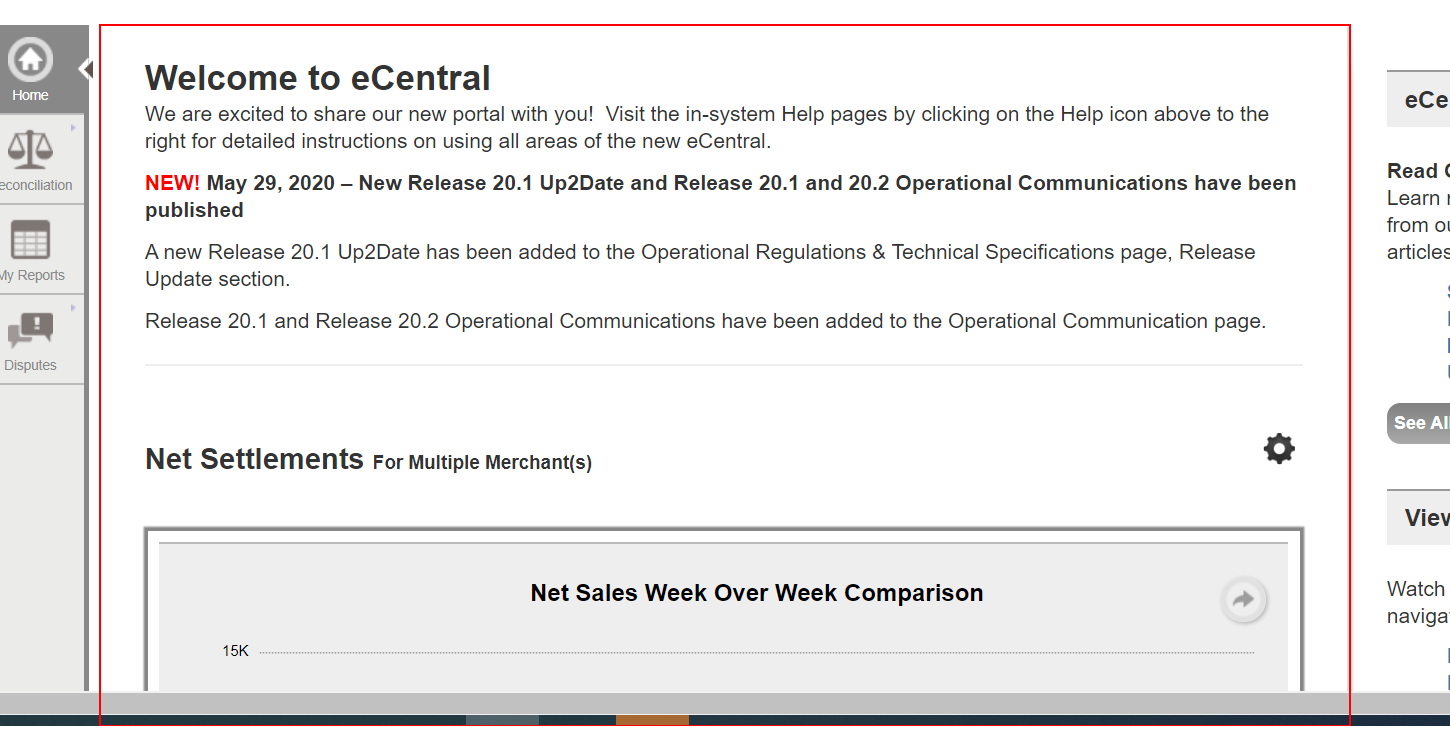 Home
econciliation
My Reports
Disputes
Welcome to eCentral
We are excited to share our new portal with you!  Visit the in-system Help pages by clicking on the Help icon above to the
right for detailed instructions on using all areas of the new eCentral.
NEW! May 29, 2020 – New Release 20.1 Up2Date and Release 20.1 and 20.2 Operational Communications have been
published
A new Release 20.1 Up2Date has been added to the Operational Regulations & Technical Specifications page, Release
Update section.
Release 20.1 and Release 20.2 Operational Communications have been added to the Operational Communication page.
Net Settlements For Multiple Merchant(s)
Net Sales Week Over Week Comparison
15K
eCe
Read
Learn
from ou
articles
See All
View
Watch
naviga